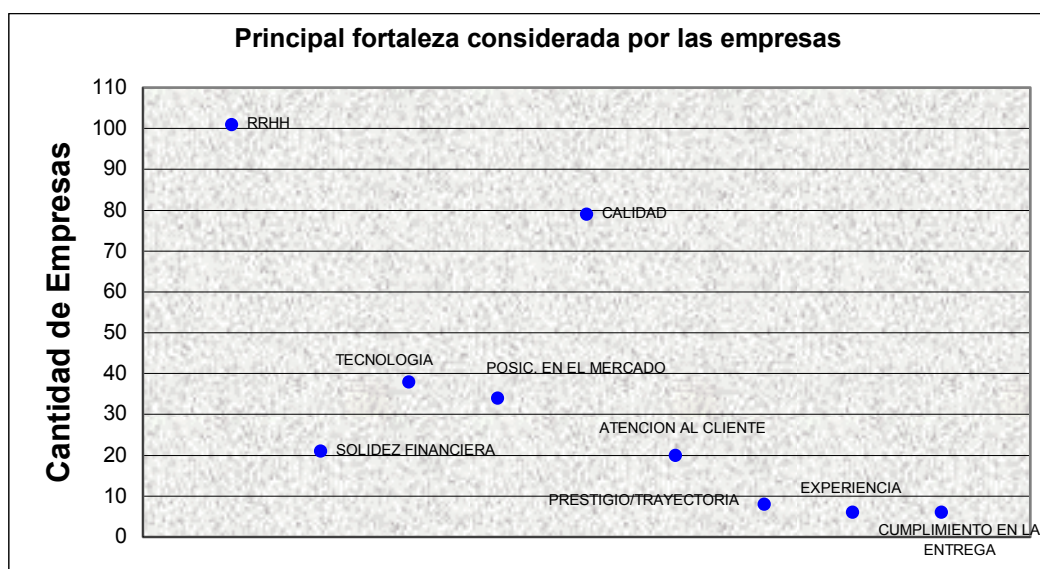 Principal fortaleza considerada por las empresas
Cantidad de Empresas
110
100
90
80
70
60
50
40
30
20
10
0
RRHH
CALIDAD
TECNOLOGIA
POSIC. EN EL MERCADO
ATENCION AL CLIENTE
SOLIDEZ FINANCIERA
PRESTIGIO/TRAYECTORIA
EXPERIENCIA
CUMPLIMIENTO EN LA
ENTREGA